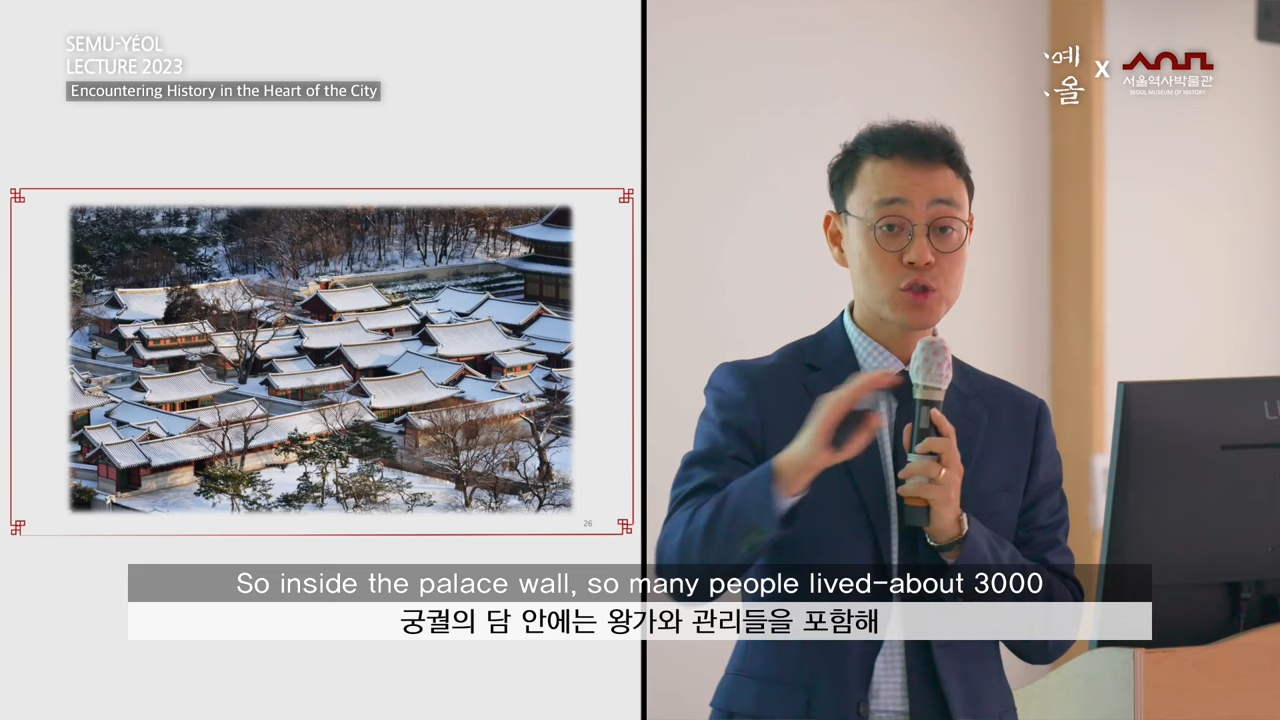 SEMU-YÉOL
LECTURE 2023
Encountering History in the Heart of the City
예
올
X
서울역사박물관
SEOUL MUSEUM OF HISTORY
26
So inside the palace wall, so many people lived-about 3000
궁궐의 담 안에는 왕가와 관리들을 포함해